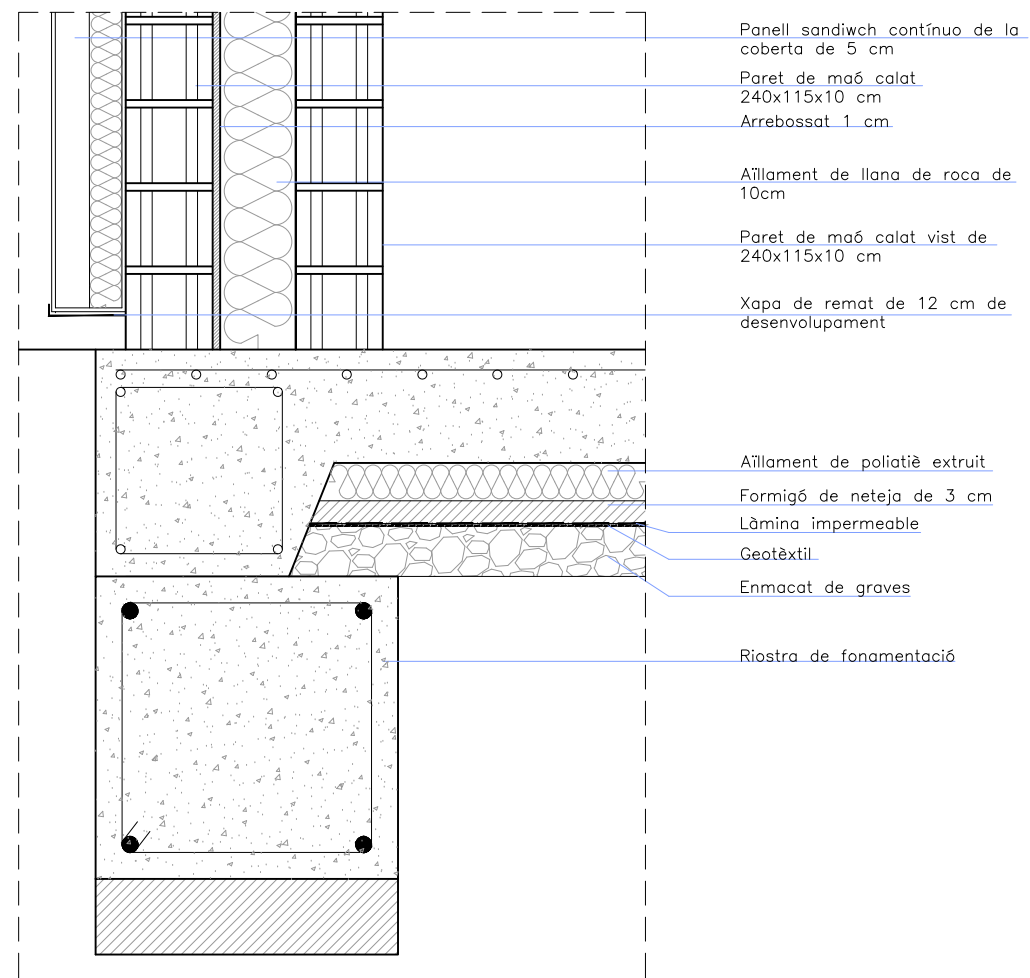 Panell sandiwch contínuo de la
coberta de 5 cm
Paret de maó calat
240x115x10 cm
Arrebossat 1 cm
Aïllament de llana de roca de
10cm
Paret de maó calat vist de
240x115x10 cm
Xapa de remat de 12 cm de
desenvolupament
Aïllament de poliatiè extruit
Formigó de neteja de 3 cm
Làmina impermeable
Geotèxtil
Enmacat de graves
Riostra de fonamentació